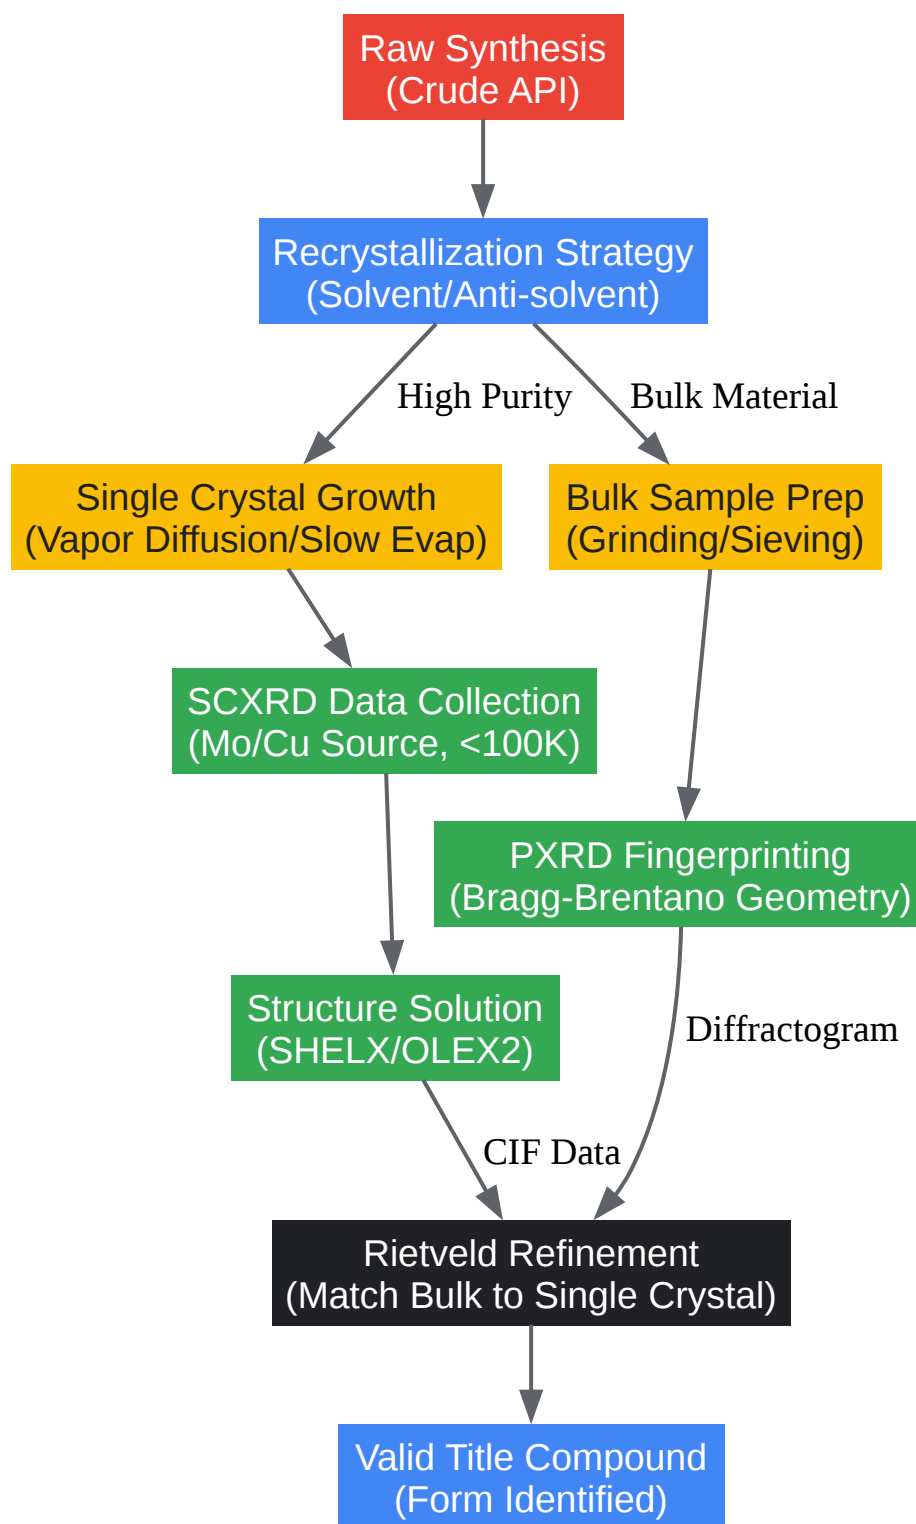 Raw Synthesis
(Crude API)
Recrystallization Strategy
(Solvent/Anti-solvent)
High Purity
Bulk Material
Single Crystal Growth
(Vapor Diffusion/Slow Evap)
Bulk Sample Prep
(Grinding/Sieving)
SCXRD Data Collection
(Mo/Cu Source, <100K)
PXRD Fingerprinting
(Bragg-Brentano Geometry)
Structure Solution
(SHELX/OLEX2)
Diffractogram
CIF Data
Rietveld Refinement
(Match Bulk to Single Crystal)
Valid Title Compound
(Form Identified)